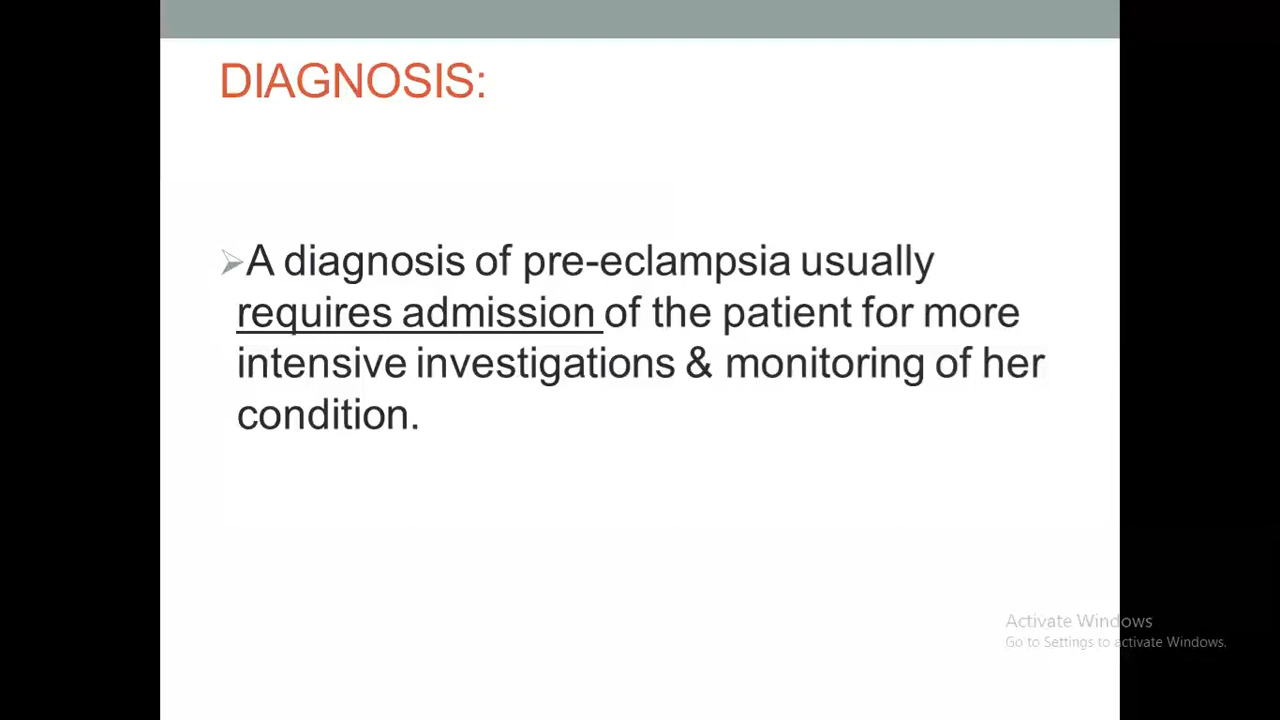 DIAGNOSIS:
A diagnosis of pre-eclampsia usually
requires admission of the patient for more
intensive investigations & monitoring of her
condition.
Activate Windows
Go to Settings to activate Windows.